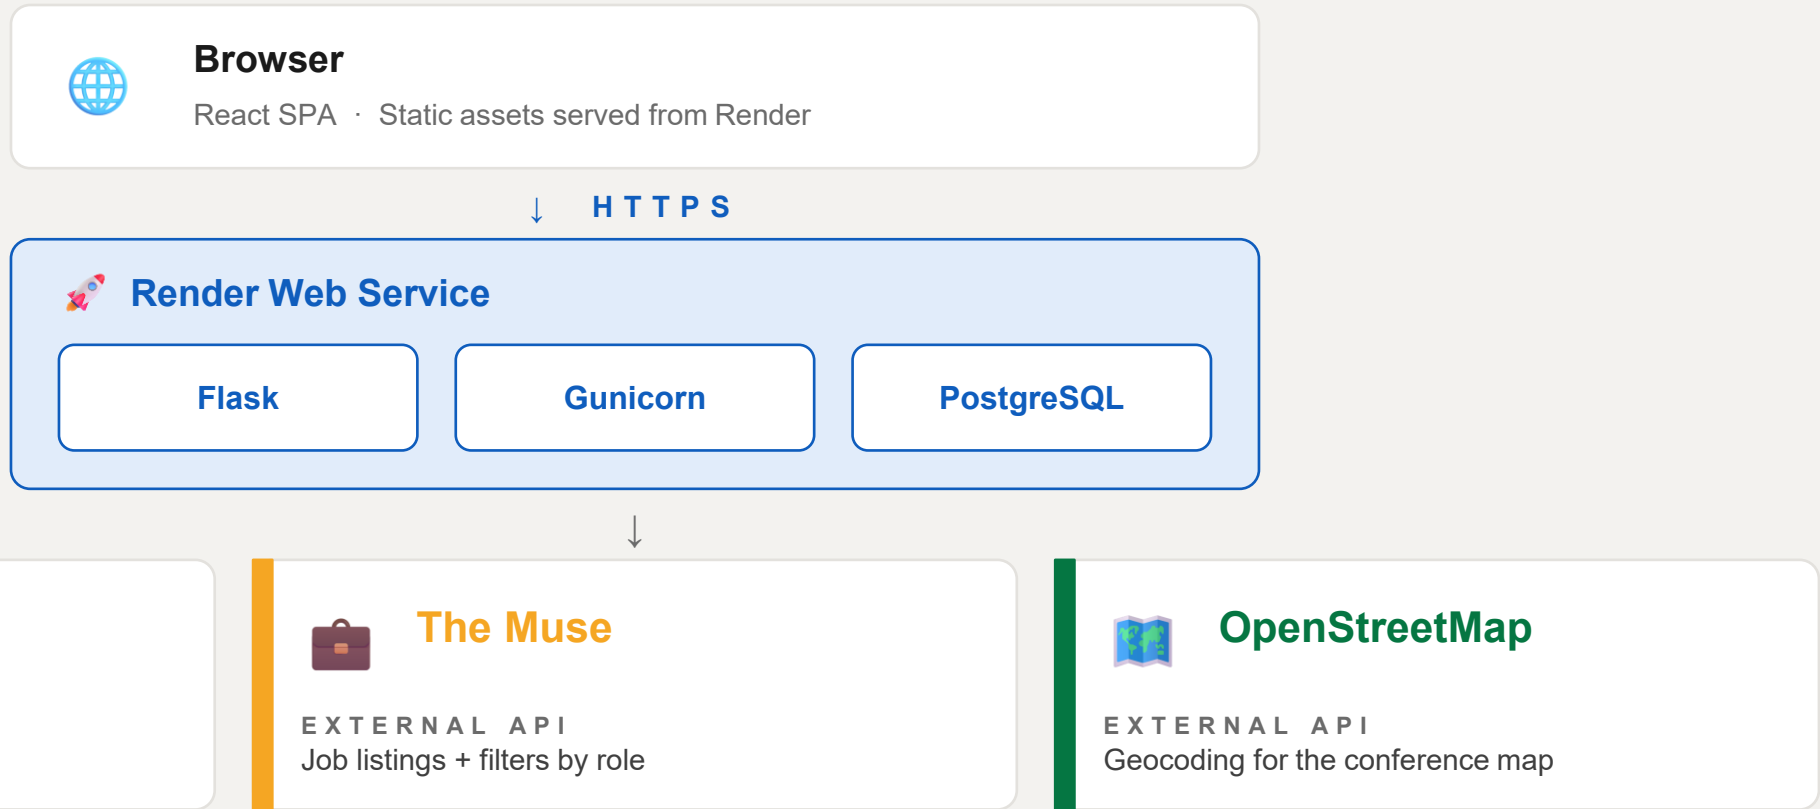 Browser
React SPA · Static assets served from Render
↓ HTTPS
Render Web Service
Flask
Gunicorn
PostgreSQL
↓
The Muse
EXTERNAL API
Job listings + filters by role
OpenStreetMap
EXTERNAL API
Geocoding for the conference map